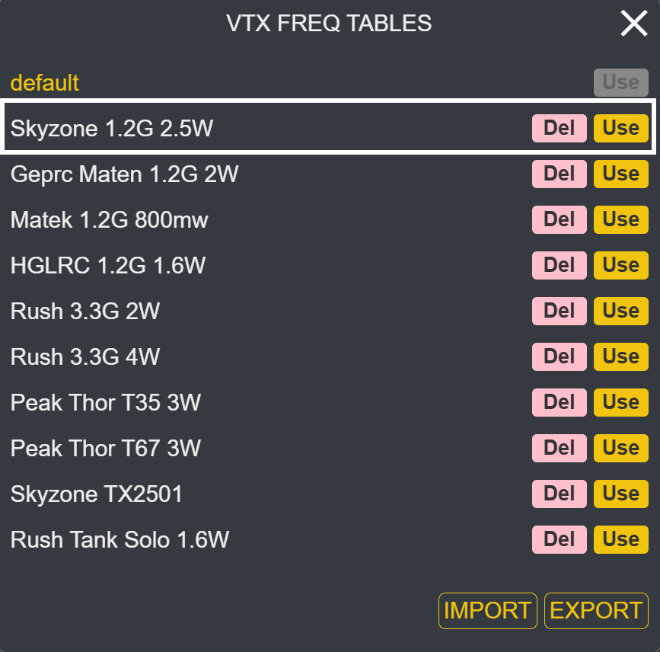 VTX FREQ TABLES
default Use
Skyzone 1.2G 2.5W Del Use
Geprc Maten 1.2G 2W Del Use
Matek 1.2G 800mw Del Use
HGLRC 1.2G 1.6W Del Use
Rush 3.3G 2W Del Use
Rush 3.3G 4W Del Use
Peak Thor T35 3W Del Use
Peak Thor T67 3W Del Use
Skyzone TX2501 Del Use
Rush Tank Solo 1.6W Del Use
IMPORT EXPORT